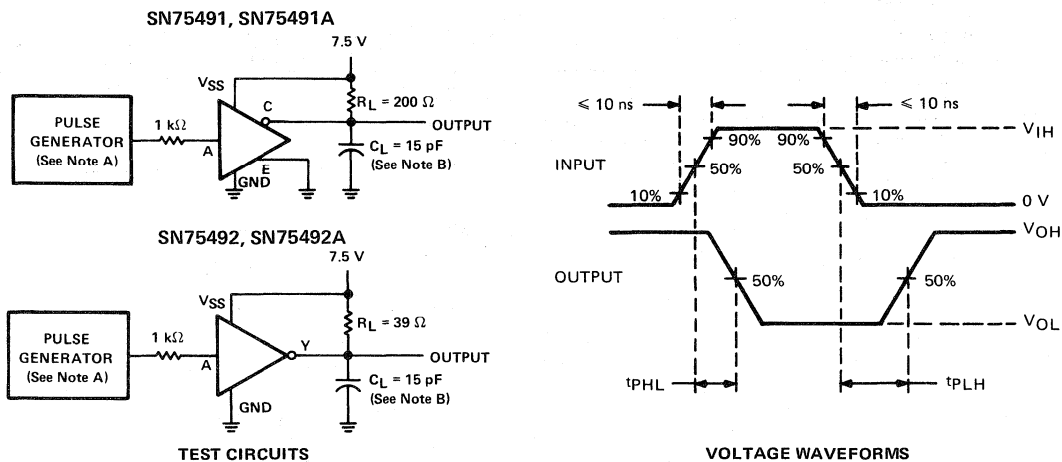 SN75491, SN75491A
7.5 V
VSS
RL = 200 Ω
C
PULSE
GENERATOR
(See Note A)
1 kΩ
A
OUTPUT
CL = 15 pF
(See Note B)
E
GND
SN75492, SN75492A
7.5 V
VSS
RL = 39 Ω
PULSE
GENERATOR
(See Note A)
1 kΩ
A
Y
OUTPUT
CL = 15 pF
(See Note B)
GND
TEST CIRCUITS
≤ 10 ns
≤ 10 ns
VIH
INPUT
90%
90%
50%
50%
10%
10%
0 V
VOH
OUTPUT
50%
50%
VOL
tPHL
tPLH
VOLTAGE WAVEFORMS